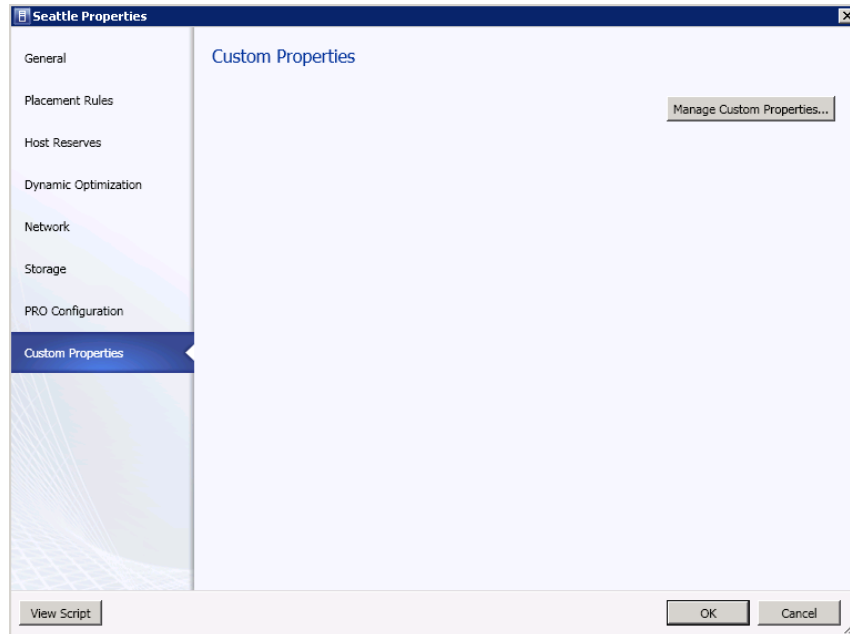 Seattle Properties
General
Placement Rules
Host Reserves
Dynamic Optimization
Network
Storage
PRO Configuration
Custom Properties
Custom Properties
Manage Custom Properties...
View Script
OK
Cancel